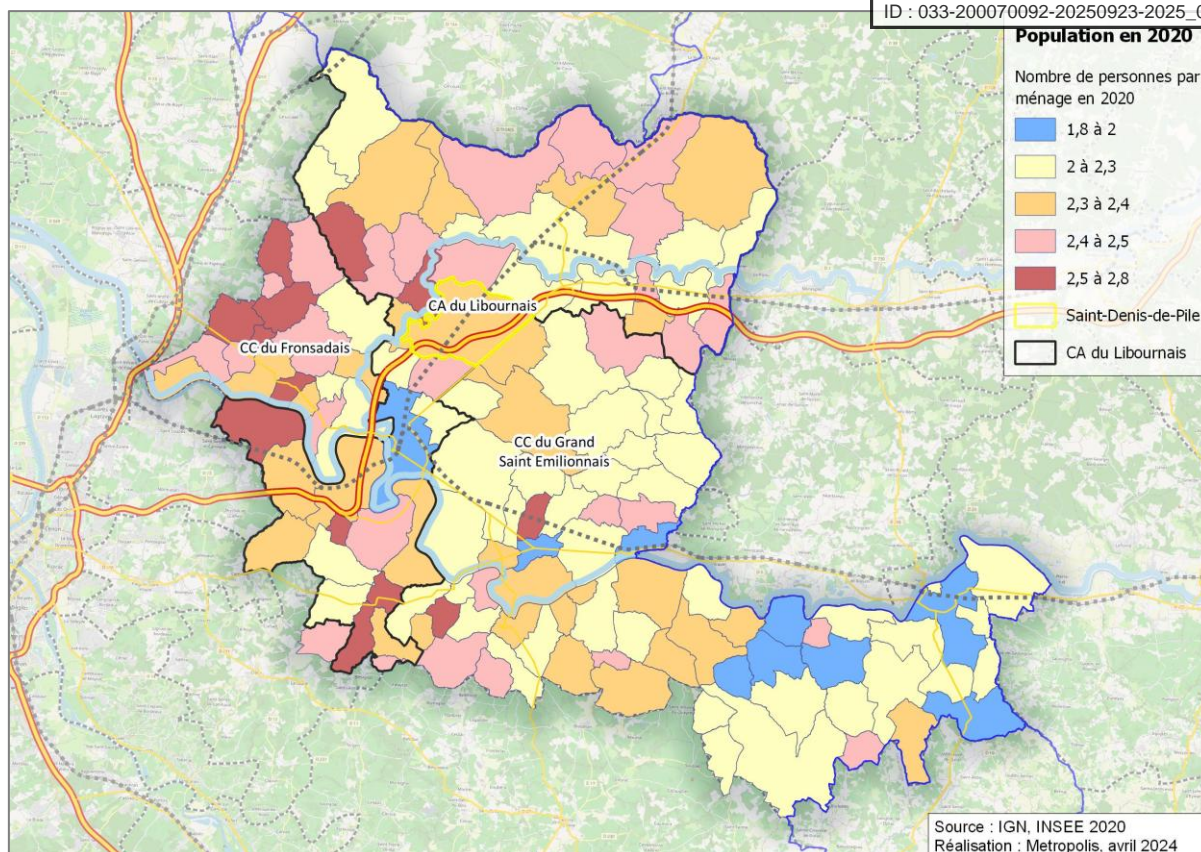 ID : 033-200070092-20250923-2025_0
Population en 2020
Nombre de personnes par
ménage en 2020
1,8 à 2
2 à 2,3
2,3 à 2,4
2,4 à 2,5
2,5 à 2,8
Saint-Denis-de-Pile
CA du Libournais
CA du Libournais
CC du Fronsadais
CC du Grand
Saint Emilionnais
Source : IGN, INSEE 2020
Réalisation : Metropolis, avril 2024